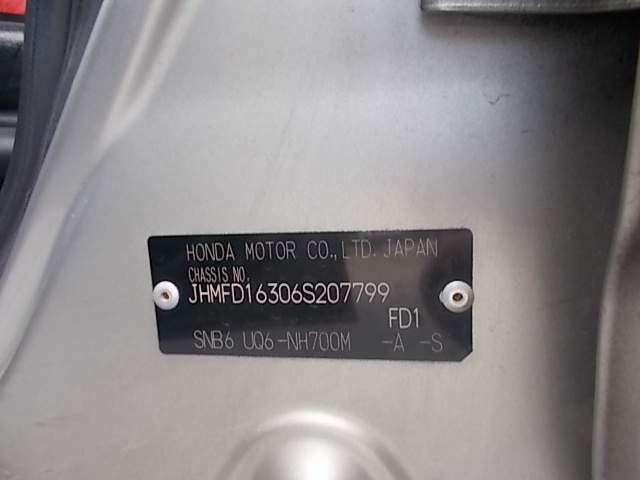 HONDA MOTOR CO.,LTD. JAPAN
CHASSIS NO.
JHMFD16306S207799
FD1
SNB6 UQ6-NH700M -A -S